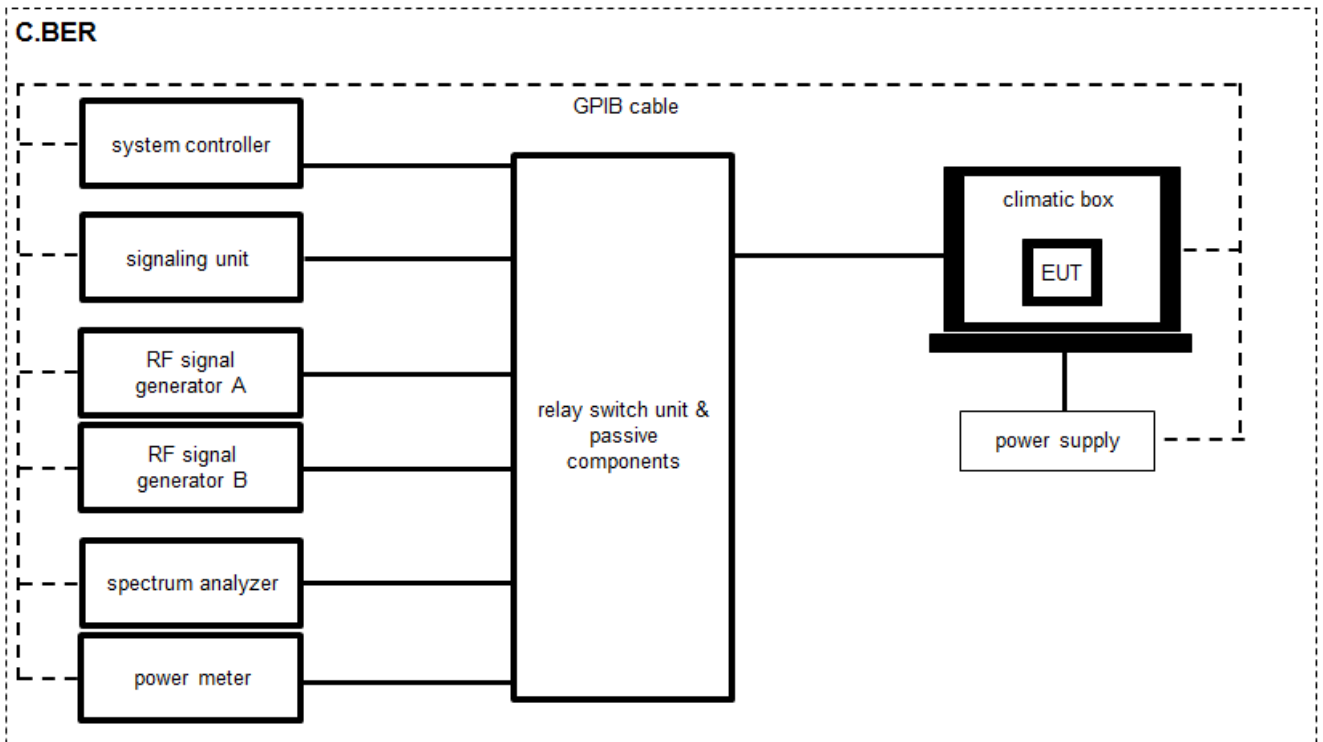 C.BER
GPIB cable
system controller
signaling unit
RF signal
generator A
RF signal
generator B
spectrum analyzer
power meter
relay switch unit &
passive
components
climatic box
EUT
power supply